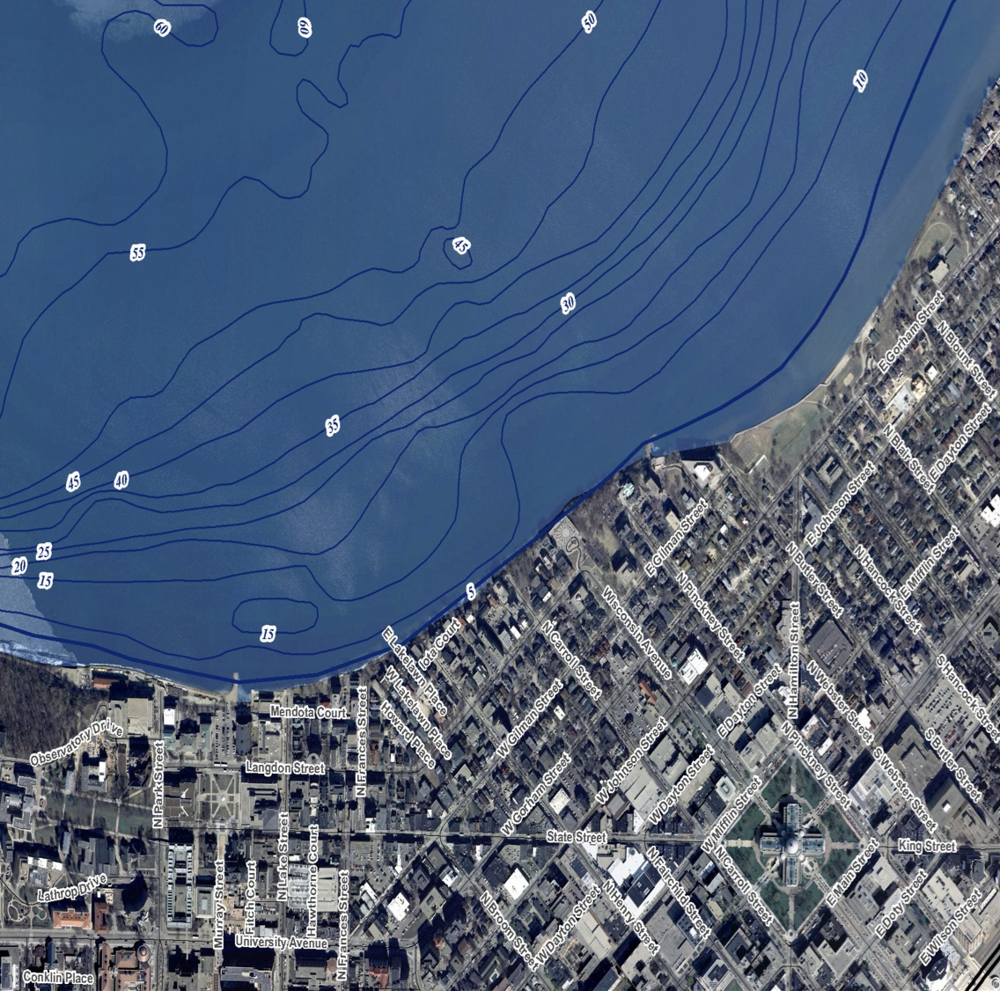 60
60
50
10
55
45
30
35
45
40
25
20
15
15
5
E Gorham Street
N Blount Street
N Blair Street
E Dayton Street
E Johnson Street
E Gilman Street
N Butler Street
N Hancock Street
E Mifflin Street
N Pinckney Street
Wisconsin Avenue
N Carroll Street
Iota Court
E Lakelawn Place
W Lakelawn Place
Howard Place
Mendota Court
N Hamilton Street
N Webster Street
S Hancock Street
E Dayton Street
W Gilman Street
Observatory Drive
Langdon Street
N Frances Street
N Park Street
W Gorham Street
W Johnson Street
W Dayton Street
N Pinckney Street
S Webster Street
S Butler Street
W Mifflin Street
State Street
King Street
N Lake Street
Hawthorne Court
N Carroll Street
N Fairchild Street
E Main Street
Lathrop Drive
Murray Street
Fitch Court
N Frances Street
N Henry Street
E Doty Street
E Wilson Street
N Broom Street
W Dayton Street
University Avenue
Conklin Place